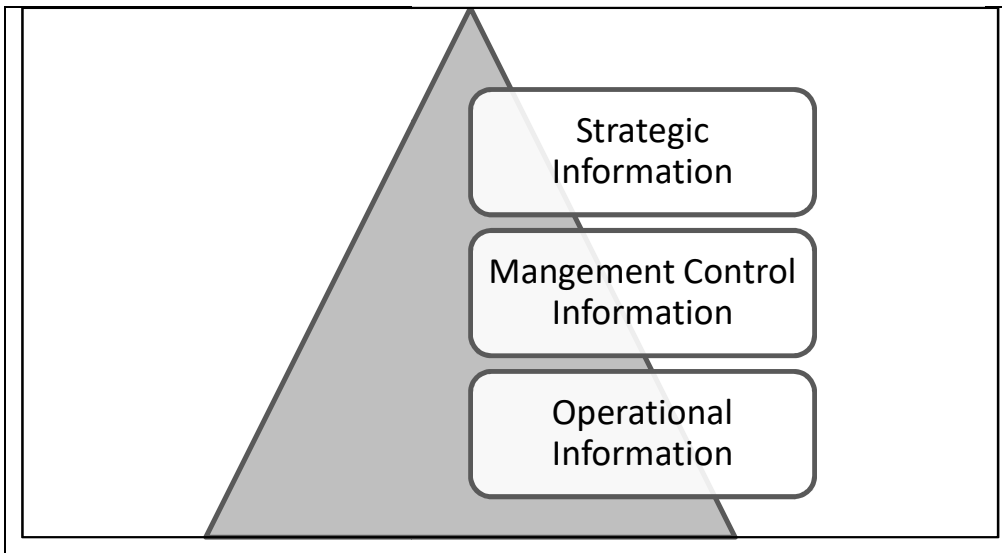 Strategic
Information
Mangement Control
Information
Operational
Information